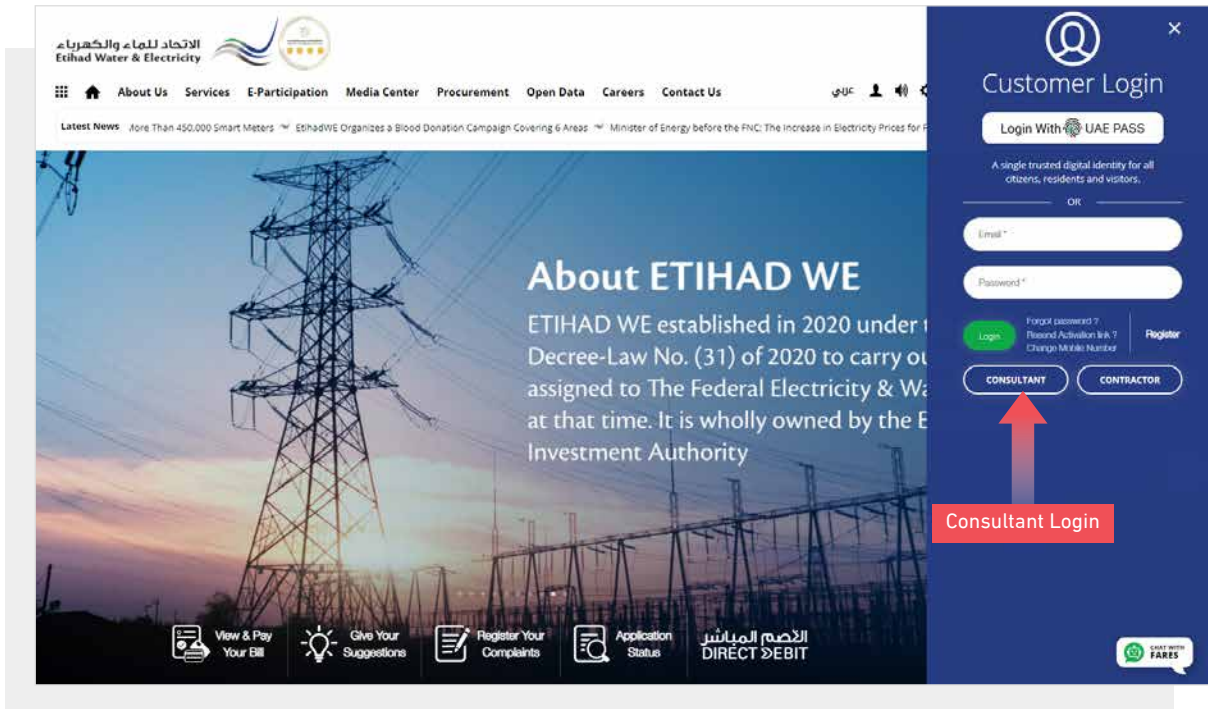 الاتحاد للماء والكهرباء
Etihad Water & Electricity
About Us Services E-Participation Media Center Procurement Open Data Careers Contact Us عربي
Latest News More Than 450,000 Smart Meters EtihadWE Organizes a Blood Donation Campaign Covering 6 Areas Minister of Energy before the FNC: The Increase in Electricity Prices for
About ETIHAD WE
ETIHAD WE established in 2020 under
Decree-Law No. (31) of 2020 to carry
assigned to The Federal Electricity &
at that time. It is wholly owned by the
Investment Authority
View & Pay
Your Bill
Give Your
Suggestions
Register Your
Complaints
Application
Status
الخصم المباشر
DIRECT DEBIT
×
Customer Login
Login With UAE PASS
A single trusted digital identity for all
citizens, residents and visitors.
OR
Email *
Password *
Login
Forgot password ?
Resend Activation link ?
Change Mobile Number
Register
CONSULTANT
CONTRACTOR
Consultant Login
CHAT WITH
FARES